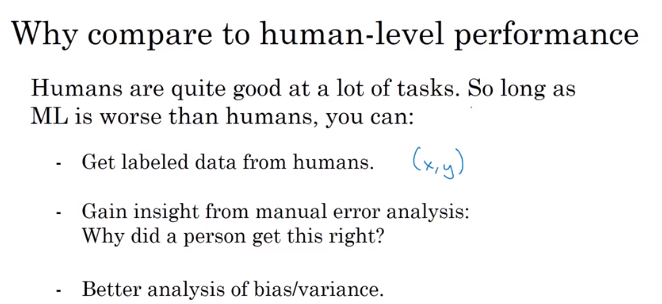 Why compare to human-level performance
Humans are quite good at a lot of tasks. So long as
ML is worse than humans, you can:
- Get labeled data from humans. (x,y)
- Gain insight from manual error analysis:
Why did a person get this right?
- Better analysis of bias/variance.